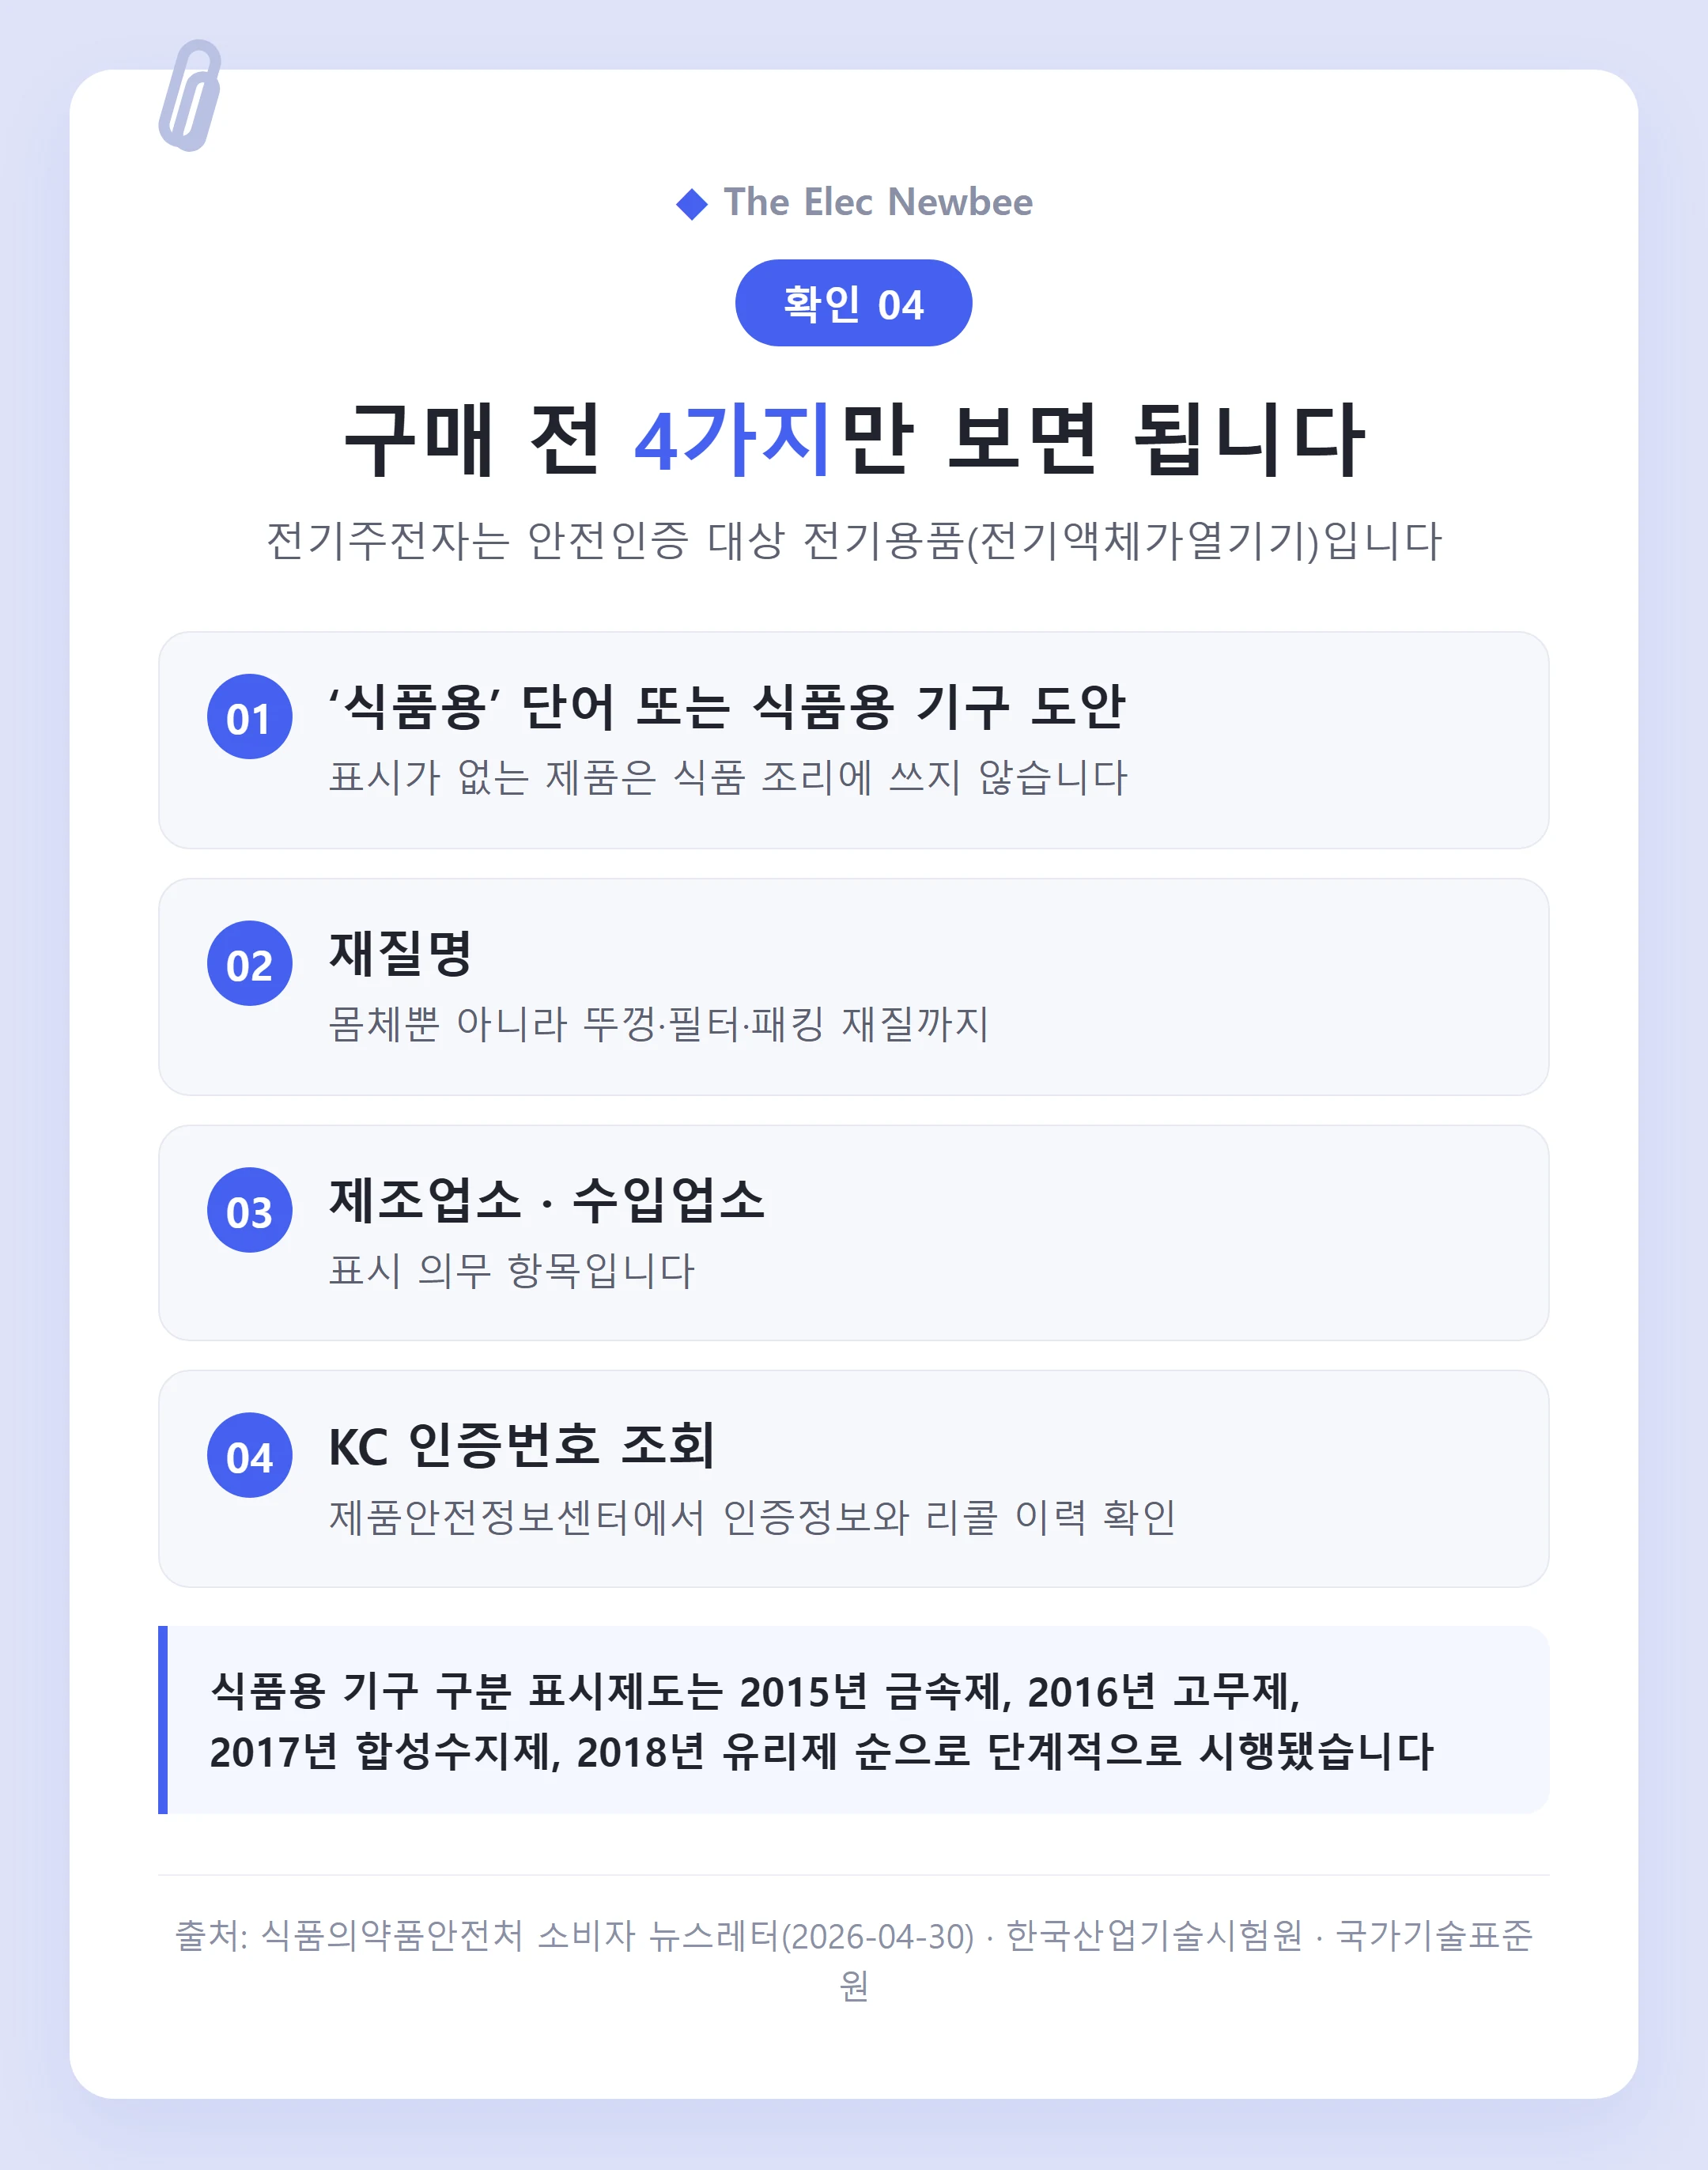 The Elec Newbee
확인 04
구매 전 4가지만 보면 됩니다
전기주전자는 안전인증 대상 전기용품(전기액체가열기기)입니다
01
‘식품용’ 단어 또는 식품용 기구 도안
표시가 없는 제품은 식품 조리에 쓰지 않습니다
02
재질명
몸체뿐 아니라 뚜껑·필터·패킹 재질까지
03
제조업소 · 수입업소
표시 의무 항목입니다
04
KC 인증번호 조회
제품안전정보센터에서 인증정보와 리콜 이력 확인
식품용 기구 구분 표시제도는 2015년 금속제, 2016년 고무제,
2017년 합성수지제, 2018년 유리제 순으로 단계적으로 시행됐습니다
출처: 식품의약품안전처 소비자 뉴스레터(2026-04-30) · 한국산업기술시험원 · 국가기술표준
원